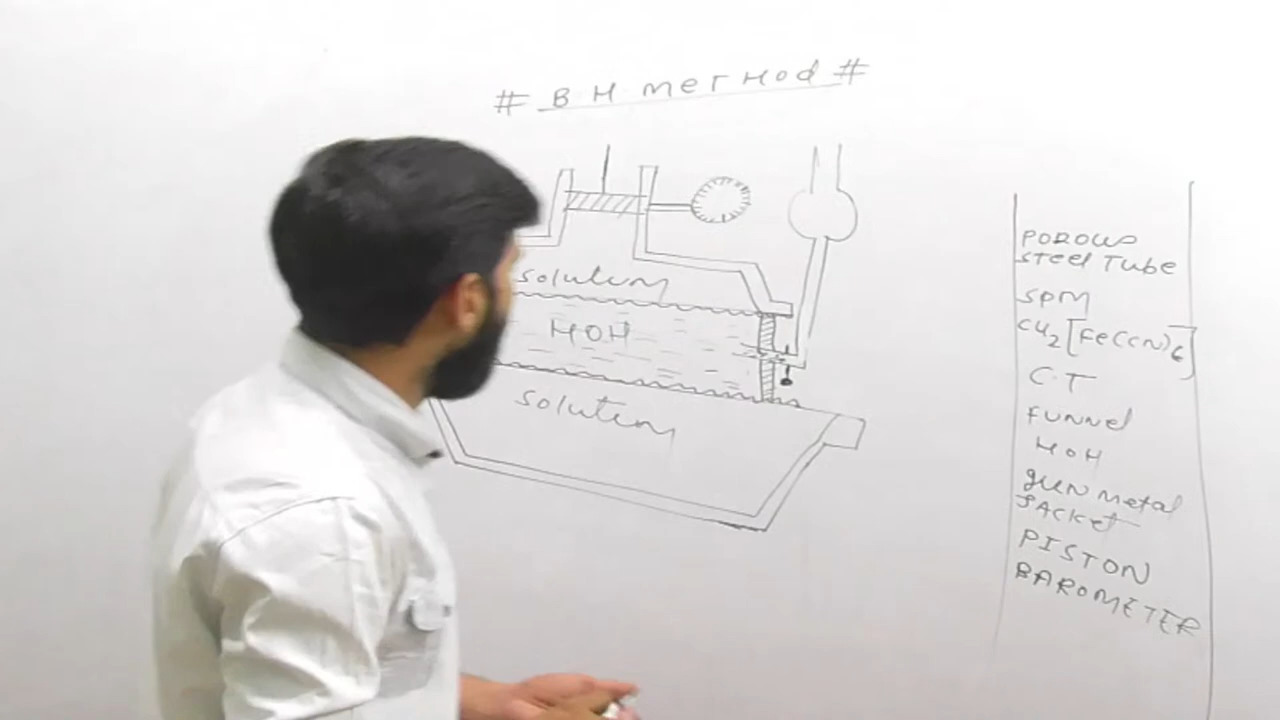 # B H MeTHod #
solution
HOH
solution
POROUS
Steel Tube
SPM
Cu2[Fe(CN)6]
C.T
FUNNel
HOH
gUN Metal
JACket
PISTON
BAROMETER